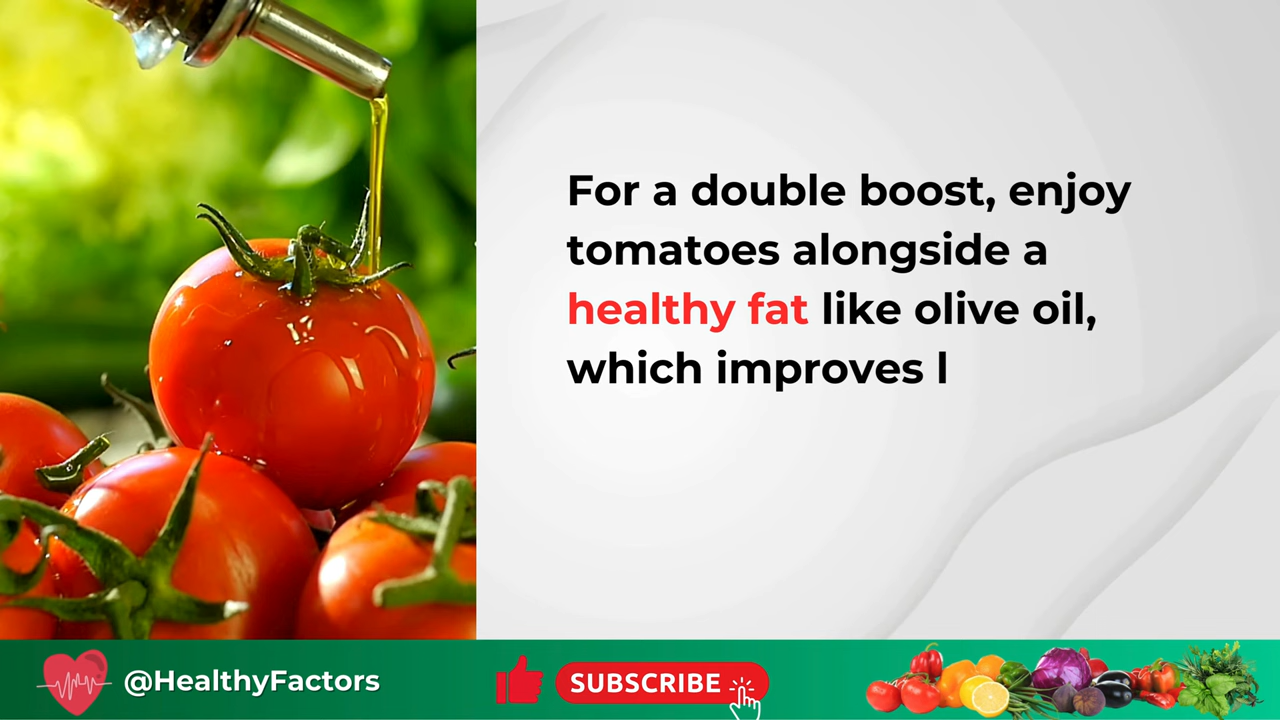 For a double boost, enjoy
tomatoes alongside a
healthy fat like olive oil,
which improves l
@HealthyFactors
SUBSCRIBE